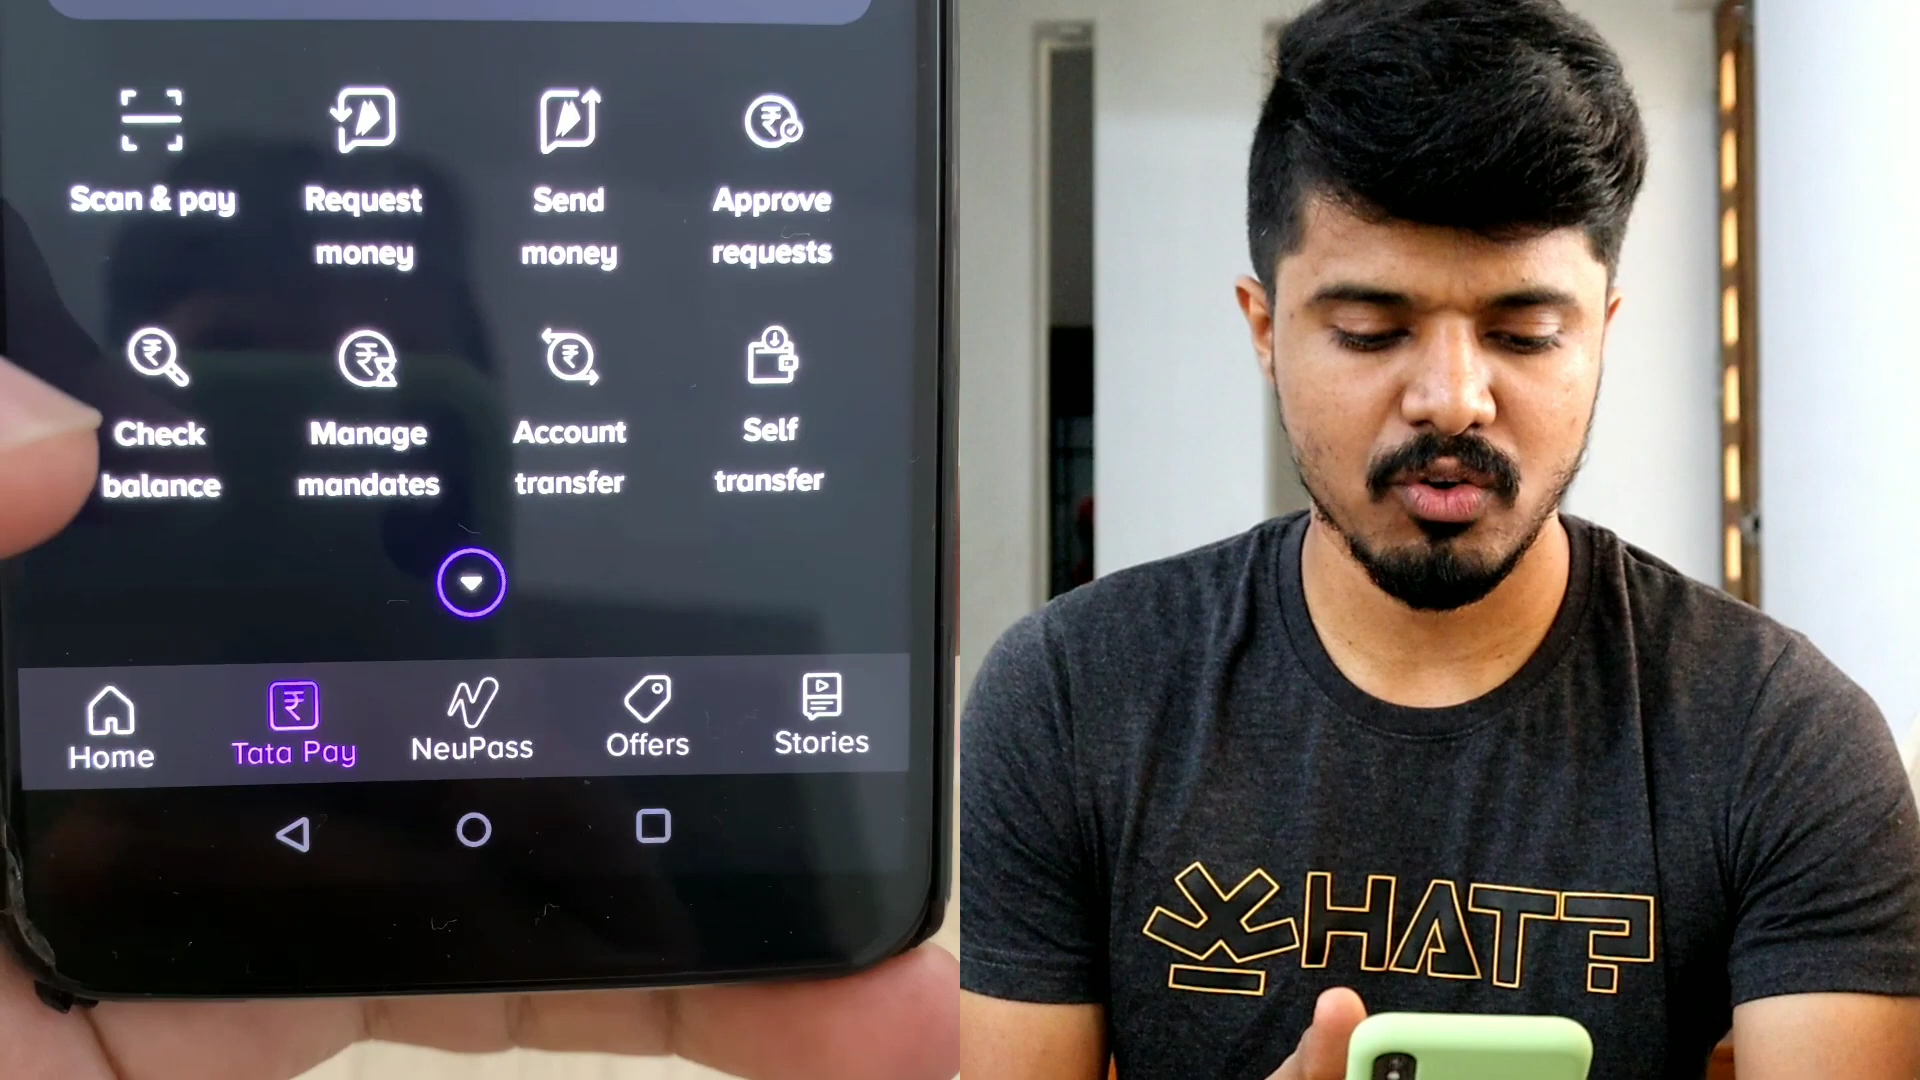 Scan & pay
Request
money
Send
money
Approve
requests
Check
balance
Manage
mandates
Account
transfer
Self
transfer
Home
Tata Pay
NeuPass
Offers
Stories
WHAT?